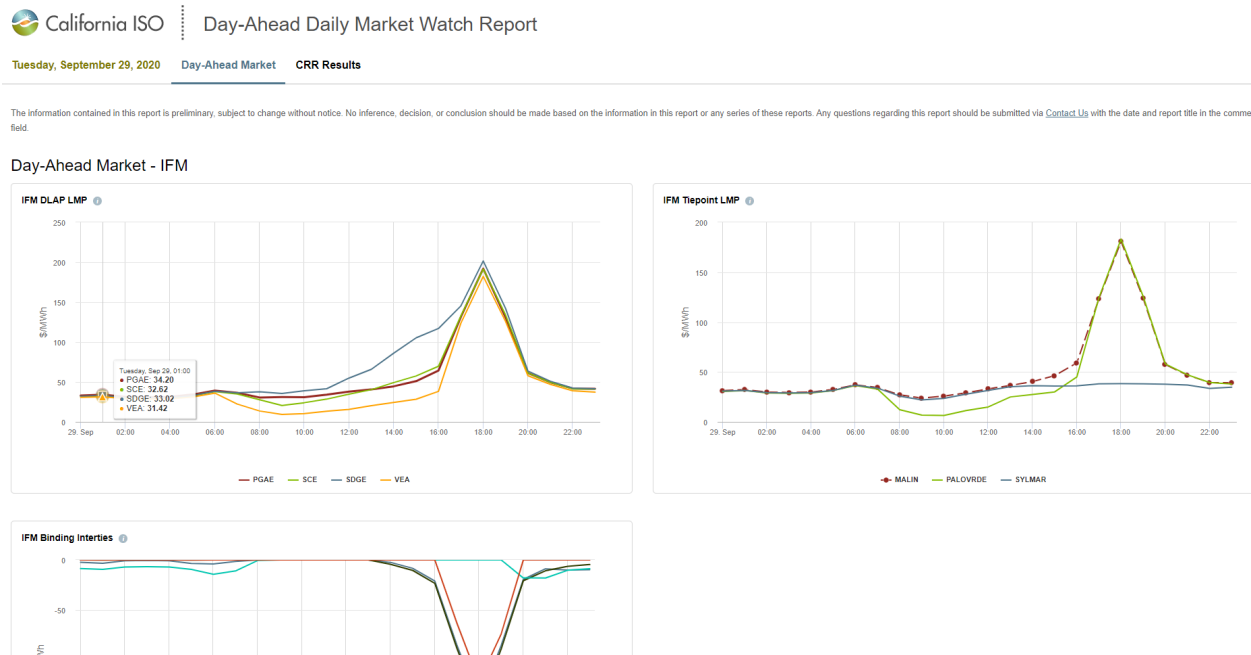 California ISO
Day-Ahead Daily Market Watch Report
Tuesday, September 29, 2020
Day-Ahead Market
CRR Results
The information contained in this report is preliminary, subject to change without notice. No inference, decision, or conclusion should be made based on the information in this report or any series of these reports. Any questions regarding this report should be submitted via Contact Us with the date and report title in the comme
field.
Day-Ahead Market - IFM
IFM DLAP LMP
250
200
150
100
50
0
$/MWh
29. Sep 02:00 04:00 06:00 08:00 10:00 12:00 14:00 16:00 18:00 20:00 22:00
Tuesday, Sep 29, 01:00
PGAE: 34.20
SCE: 32.62
SDGE: 33.02
VEA: 31.42
PGAE SCE SDGE VEA
IFM Tiepoint LMP
200
150
100
50
0
$/MWh
29. Sep 02:00 04:00 06:00 08:00 10:00 12:00 14:00 16:00 18:00 20:00 22:00
MALIN PALOVRDE SYLMAR
IFM Binding Interties
0
-50